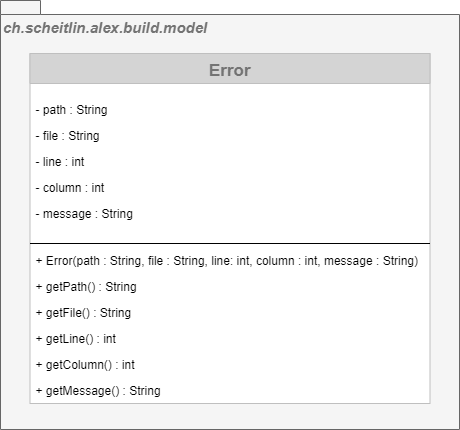 ch.scheitlin.alex.build.model
Error
- path : String
- file : String
- line : int
- column : int
- message : String
+ Error(path : String, file : String, line: int, column : int, message : String)
+ getPath() : String
+ getFile() : String
+ getLine() : int
+ getColumn() : int
+ getMessage() : String